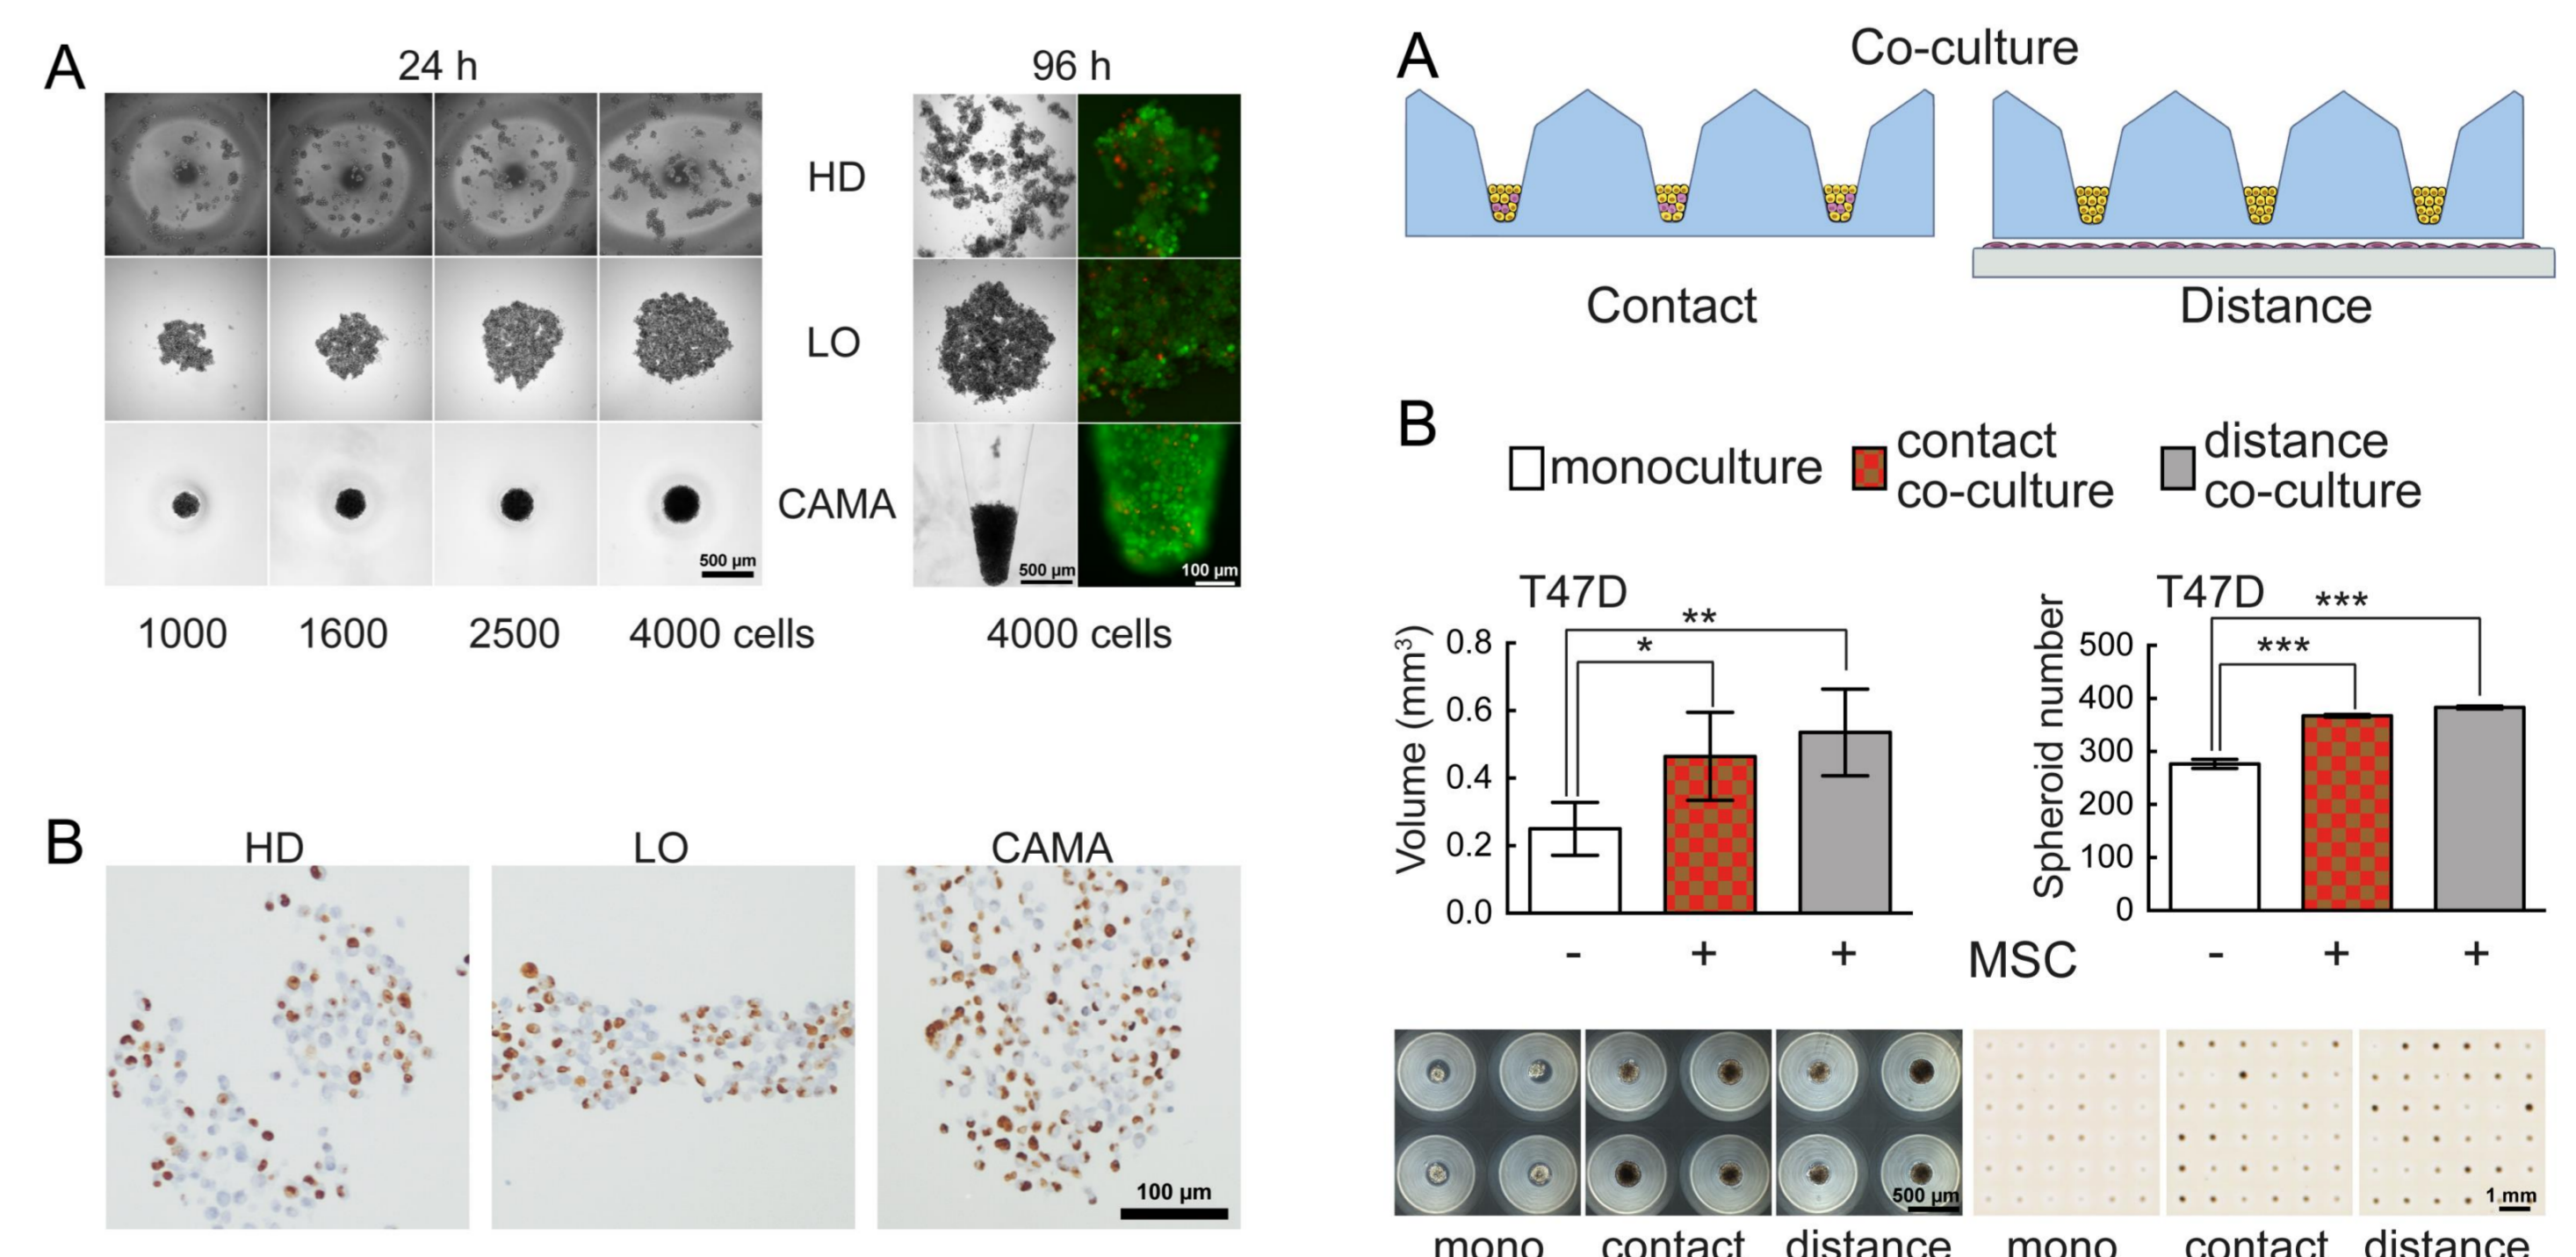 A
24 h
96 h
HD
LO
CAMA
500 µm
500 µm
100 µm
1000
1600
2500
4000 cells
4000 cells
B
HD
LO
CAMA
100 µm
A
Co-culture
Contact
Distance
B
monoculture
contact
co-culture
distance
co-culture
T47D
**
*
Volume (mm³)
0.8
0.6
0.4
0.2
0.0
- + +
MSC
T47D
***
***
Spheroid number
500
400
300
200
100
0
- + +
500 µm
1 mm
mono
contact
distance
mono
contact
distance